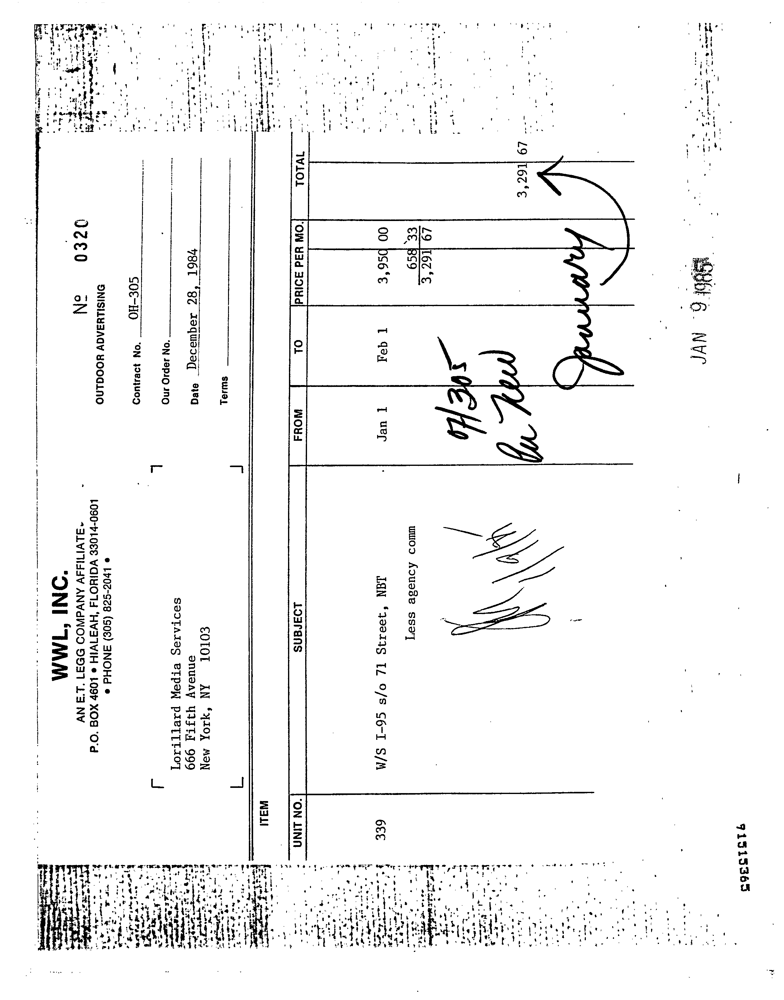 WWL, INC.
AN E.T. LEGG COMPANY AFFILIATE-
P.O. BOX 4601 • HIALEAH, FLORIDA 33014-0601
• PHONE (305) 825-2041 •
Nº 0320
OUTDOOR ADVERTISING
Contract No. OH-305
Our Order No.
Date December 28, 1984
Terms
Lorillard Media Services
666 Fifth Avenue
New York, NY 10103
ITEM
UNIT NO. SUBJECT FROM TO PRICE PER MO. TOTAL
339 W/S I-95 s/o 71 Street, NBT Jan 1 Feb 1 3,950 00
Less agency comm 658 33
3,291 67
OH305
3,291 67
January
JAN 9 1985
91515365